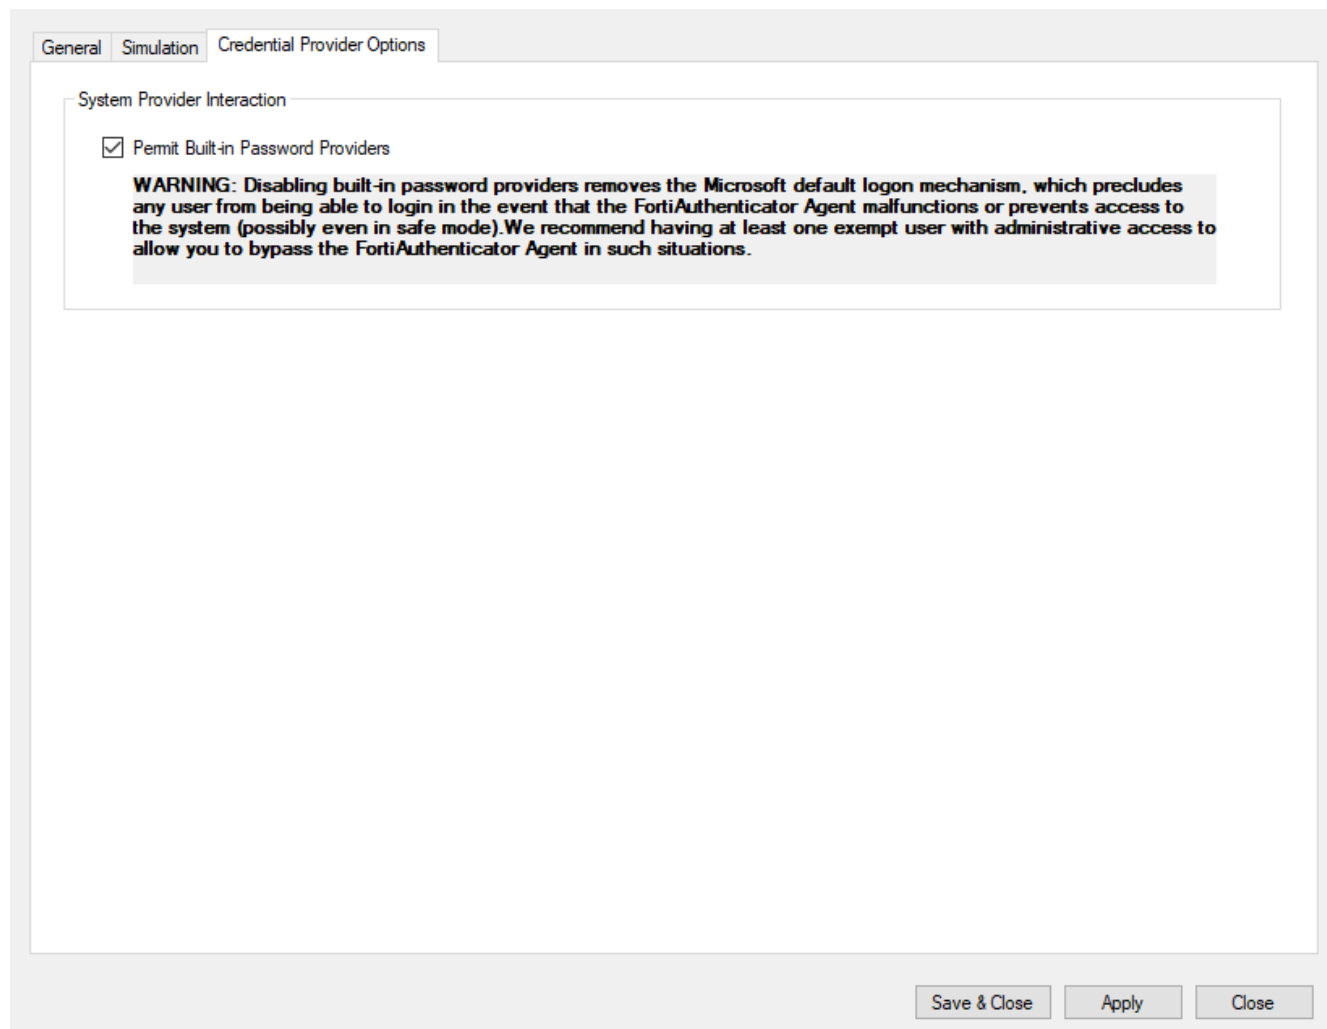 General Simulation Credential Provider Options
System Provider Interaction
Permit Built-in Password Providers
WARNING: Disabling built-in password providers removes the Microsoft default logon mechanism, which precludes
any user from being able to login in the event that the FortiAuthenticator Agent malfunctions or prevents access to
the system (possibly even in safe mode).We recommend having at least one exempt user with administrative access to
allow you to bypass the FortiAuthenticator Agent in such situations.
Save & Close Apply Close